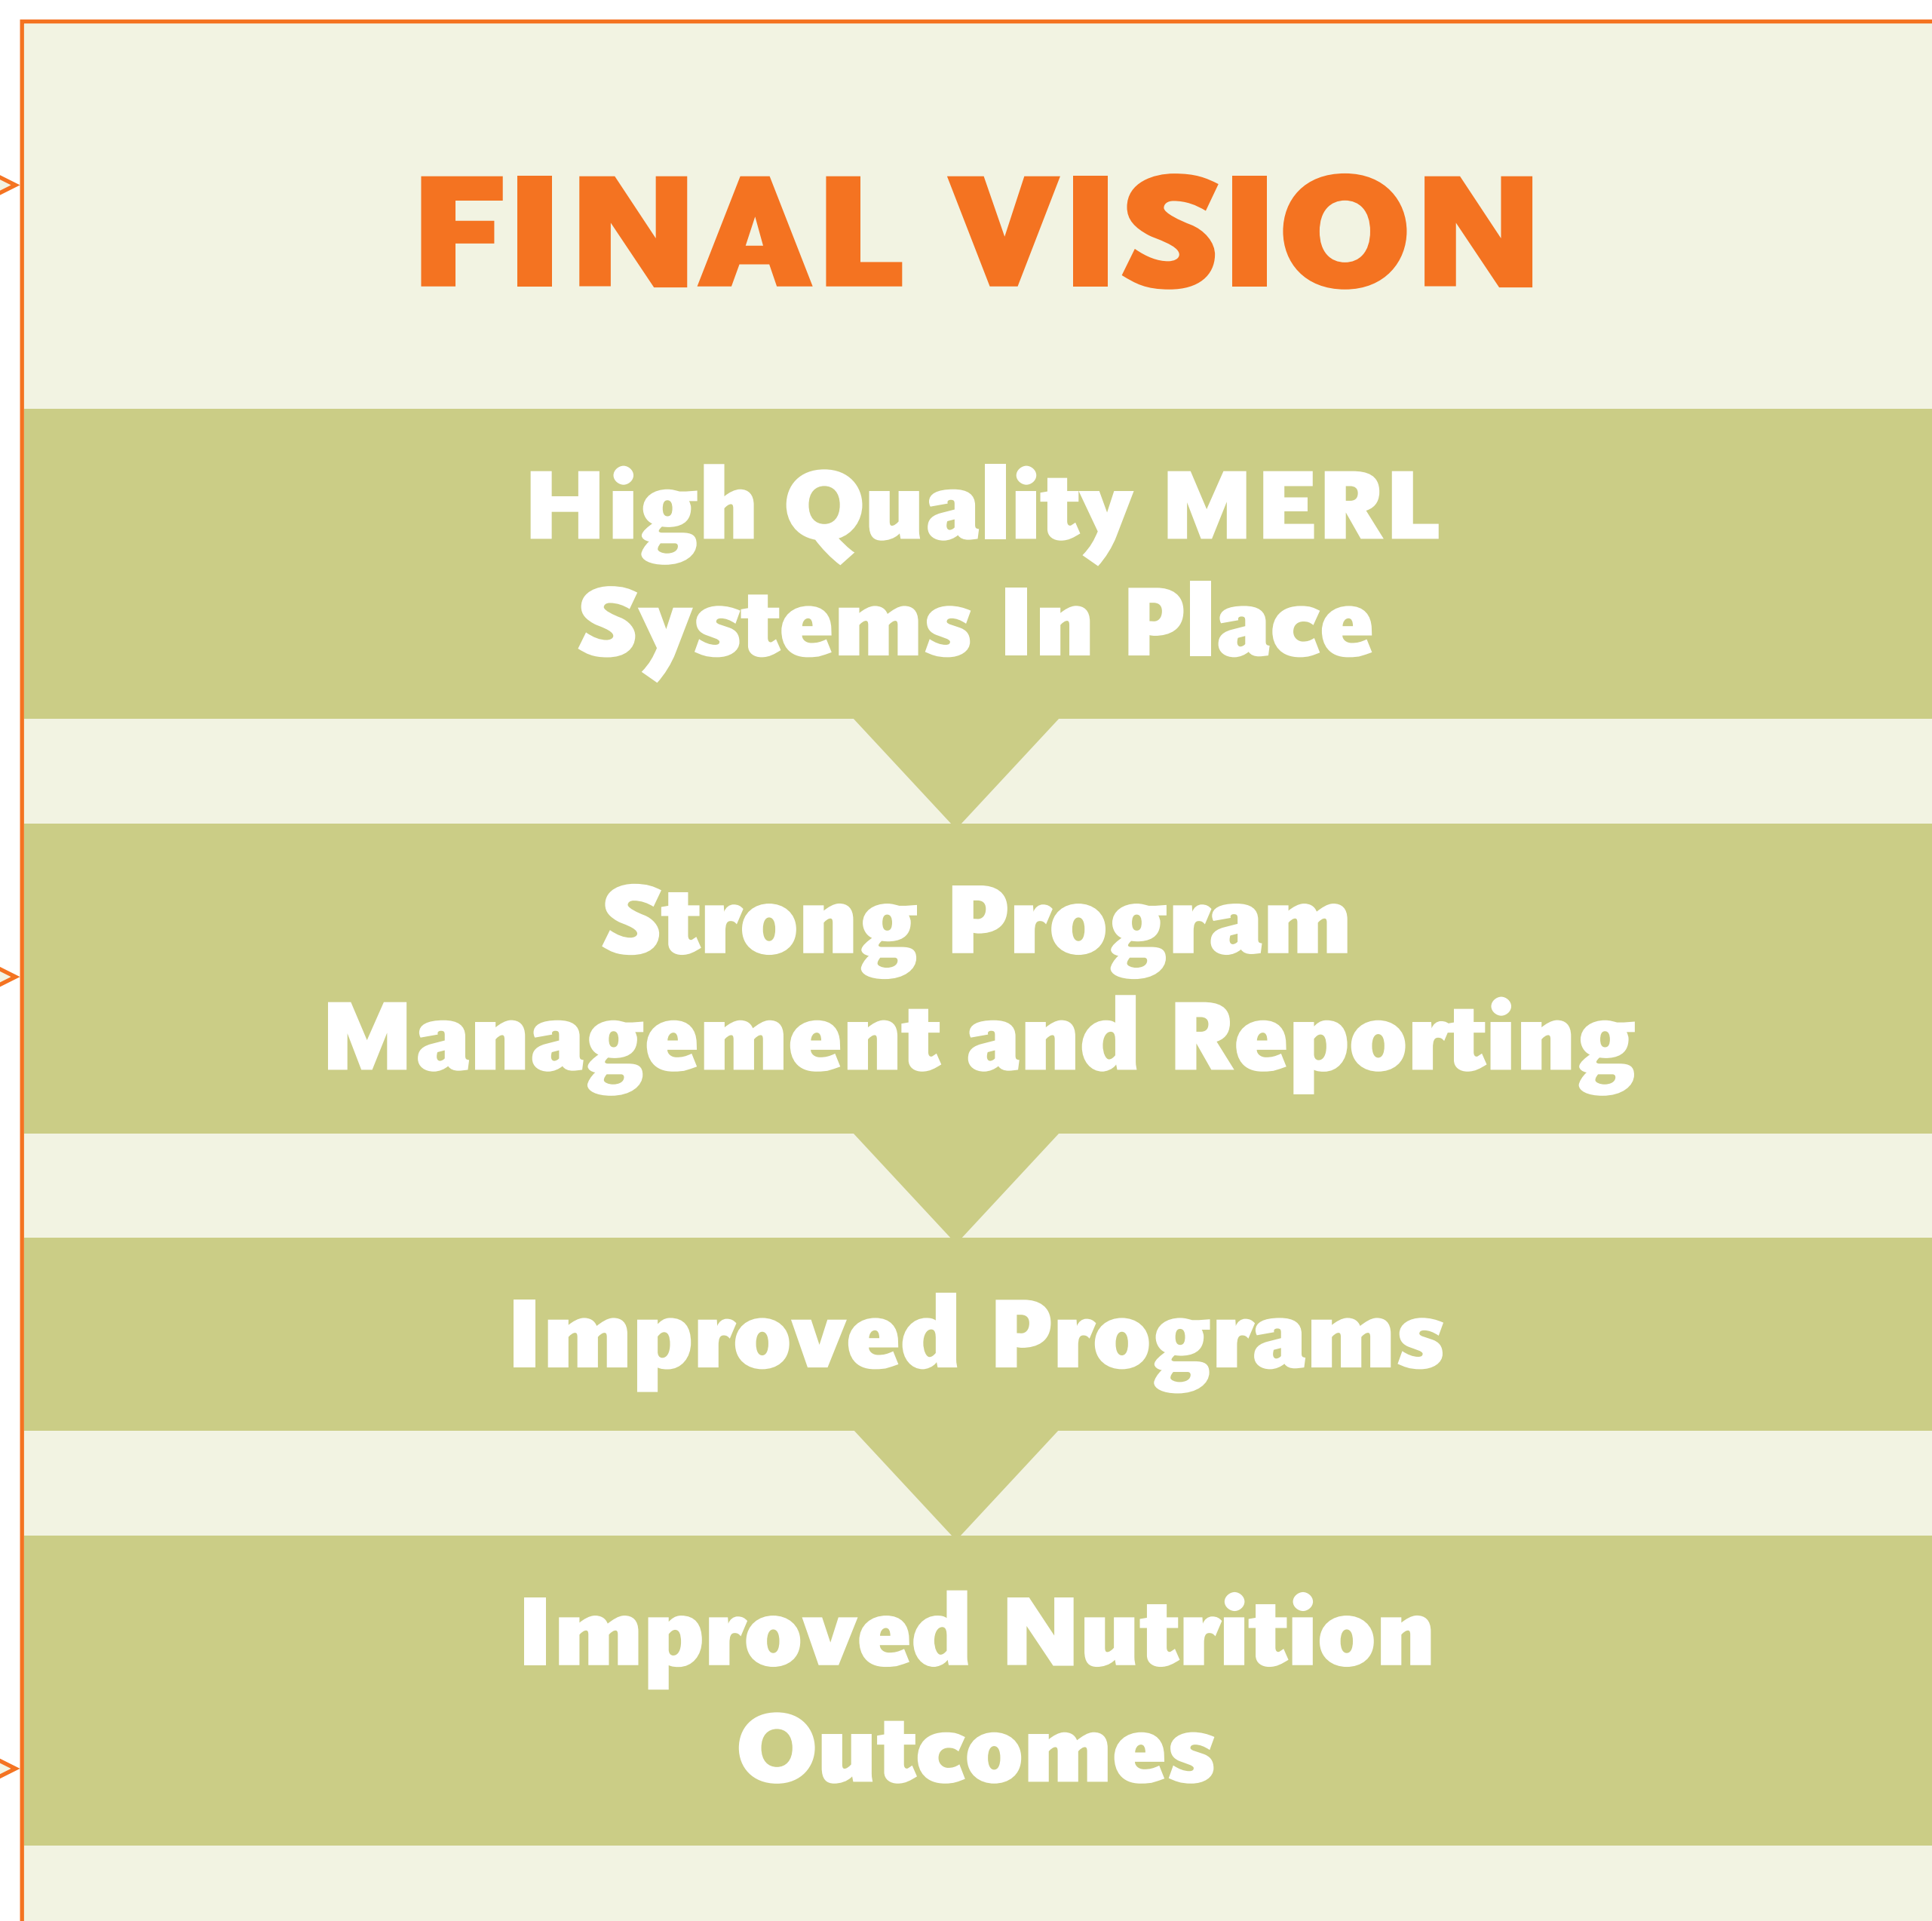 FINAL VISION
High Quality MERL
Systems In Place
Strong Program
Management and Reporting
Improved Programs
Improved Nutrition
Outcomes